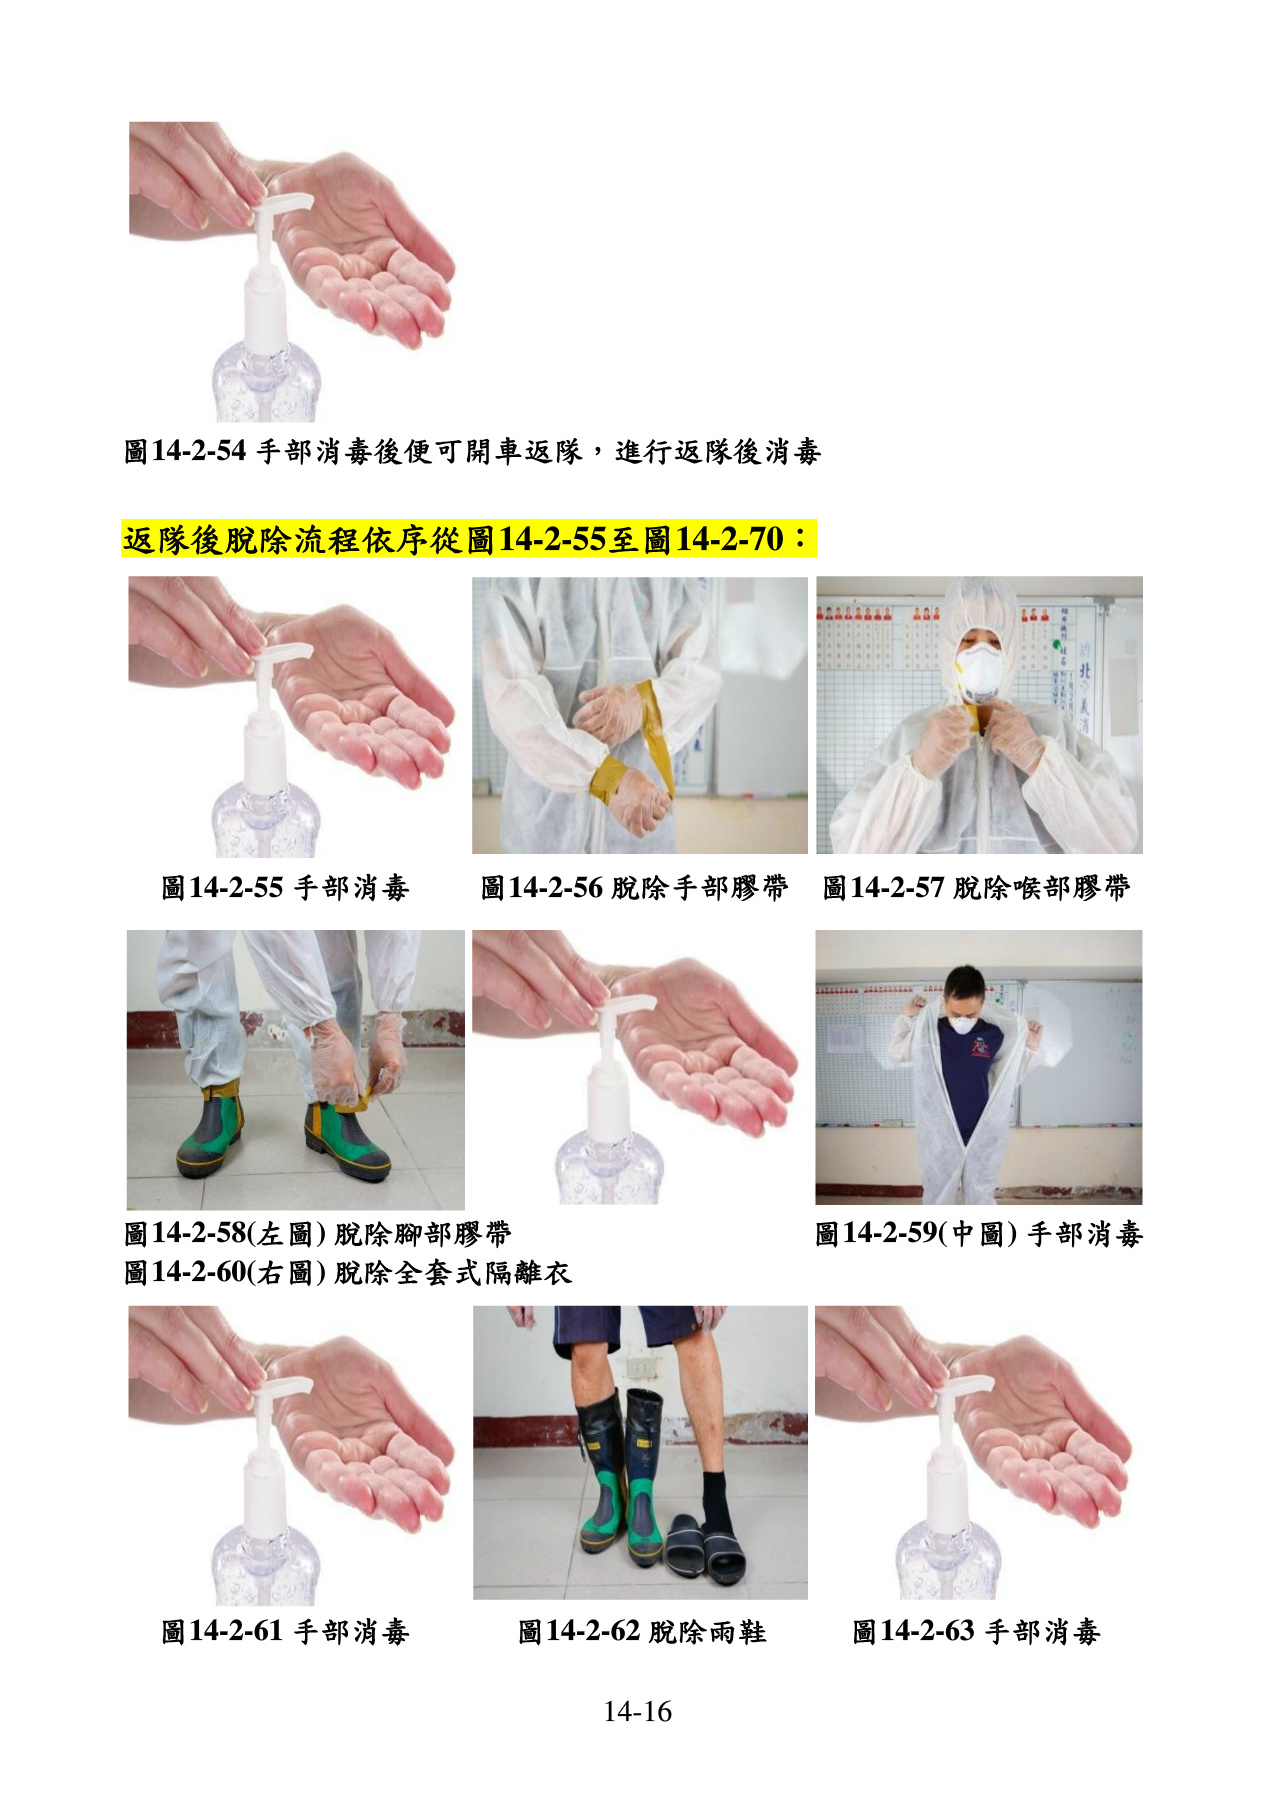 圖14-2-54 手部消毒後便可開車返隊，進行返隊後消毒
返隊後脫除流程依序從圖14-2-55至圖14-2-70：
圖14-2-55 手部消毒
圖14-2-56 脫除手部膠帶
圖14-2-57 脫除喉部膠帶
圖14-2-58(左圖) 脫除腳部膠帶
圖14-2-59(中圖) 手部消毒
圖14-2-60(右圖) 脫除全套式隔離衣
圖14-2-61 手部消毒
圖14-2-62 脫除雨鞋
圖14-2-63 手部消毒
14-16